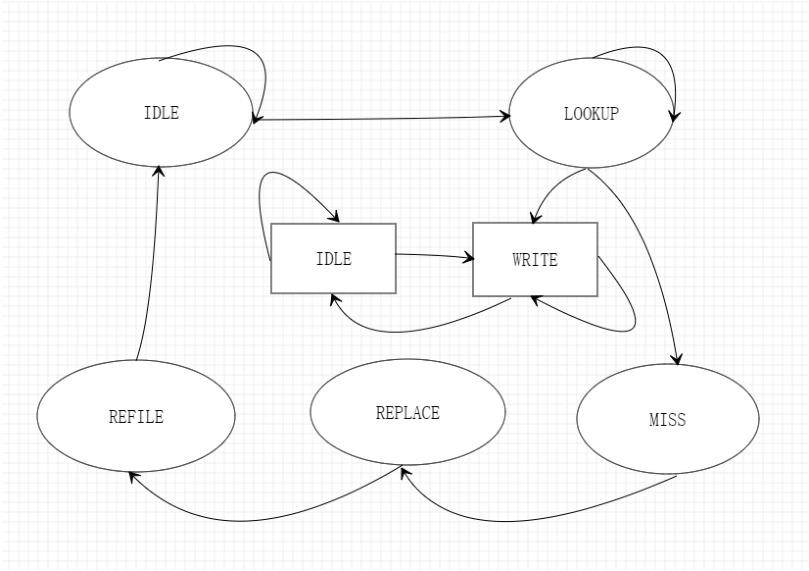 IDLE
LOOKUP
IDLE
WRITE
REFILE
REPLACE
MISS